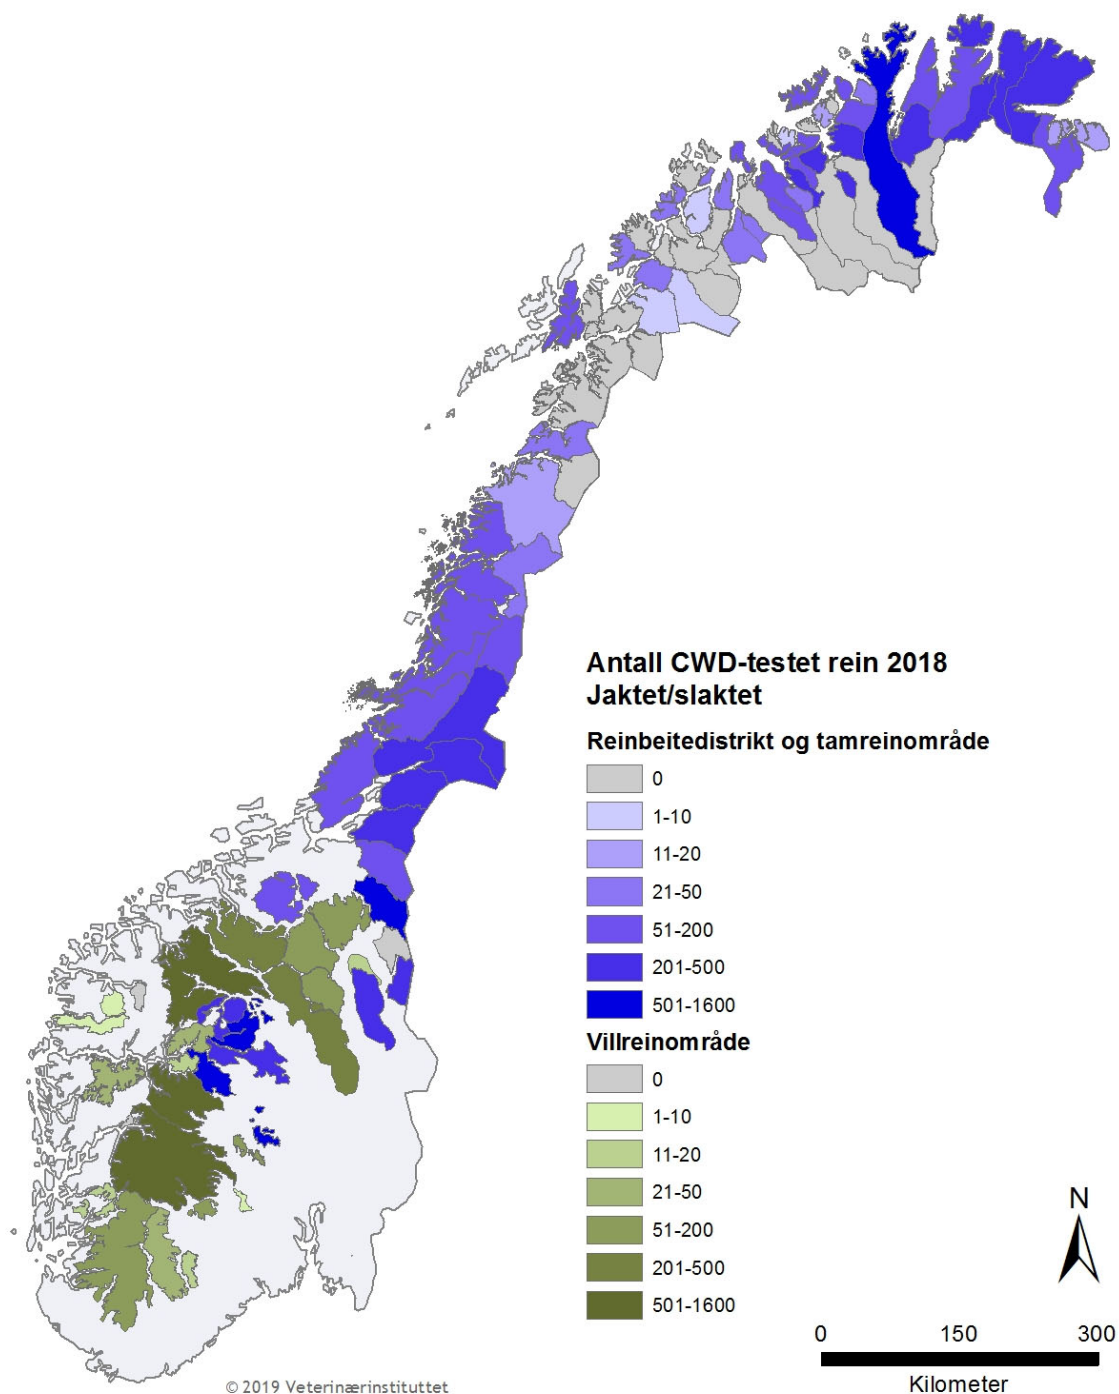 Antall CWD-testet rein 2018
Jaktet/slaktet
Reinbeitedistrikt og tamreinområde
0
1-10
11-20
21-50
51-200
201-500
501-1600
Villreinområde
0
1-10
11-20
21-50
51-200
201-500
501-1600
N
0 150 300
Kilometer
© 2019 Veterinærinstituttet